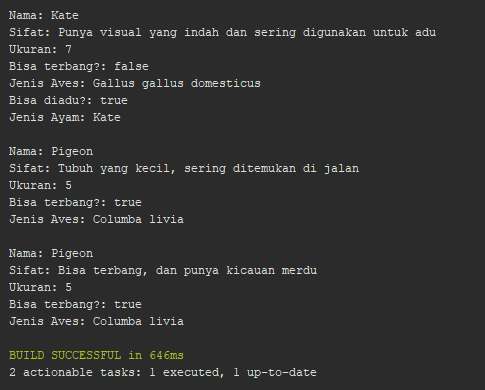 Nama: Kate
Sifat: Punya visual yang indah dan sering digunakan untuk adu
Ukuran: 7
Bisa terbang?: false
Jenis Aves: Gallus gallus domesticus
Bisa diadu?: true
Jenis Ayam: Kate
Nama: Pigeon
Sifat: Tubuh yang kecil, sering ditemukan di jalan
Ukuran: 5
Bisa terbang?: true
Jenis Aves: Columba livia
Nama: Pigeon
Sifat: Bisa terbang, dan punya kicauan merdu
Ukuran: 5
Bisa terbang?: true
Jenis Aves: Columba livia
BUILD SUCCESSFUL in 646ms
2 actionable tasks: 1 executed, 1 up-to-date